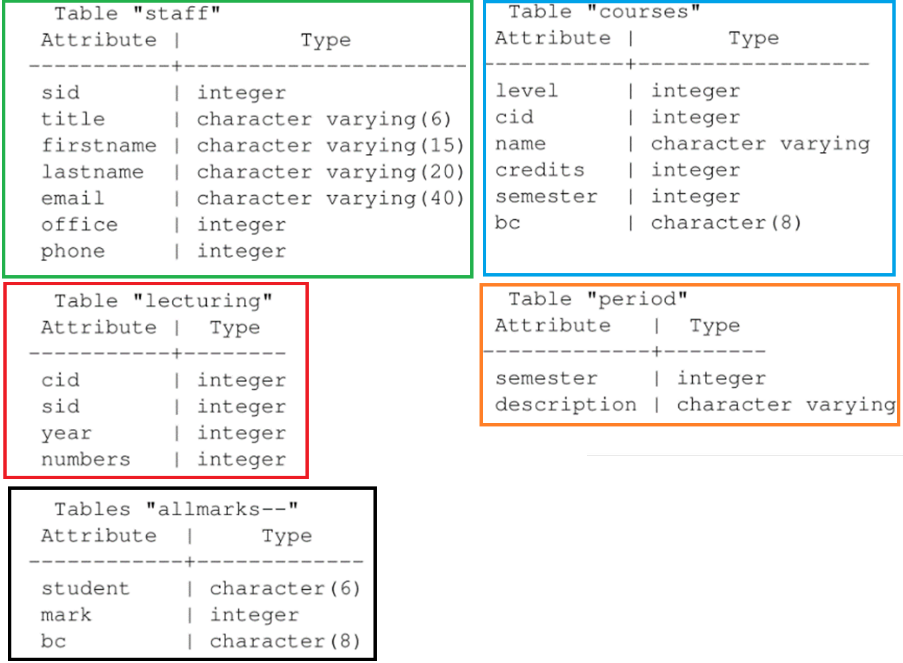 Table "staff"
Attribute | Type
-----------+----------------------
sid | integer
title | character varying(6)
firstname | character varying(15)
lastname | character varying(20)
email | character varying(40)
office | integer
phone | integer
Table "courses"
Attribute | Type
-----------+------------------
level | integer
cid | integer
name | character varying
credits | integer
semester | integer
bc | character(8)
Table "lecturing"
Attribute | Type
-----------+--------
cid | integer
sid | integer
year | integer
numbers | integer
Table "period"
Attribute | Type
-------------+--------
semester | integer
description | character varying
Tables "allmarks--"
Attribute | Type
------------+-------------
student | character(6)
mark | integer
bc | character(8)